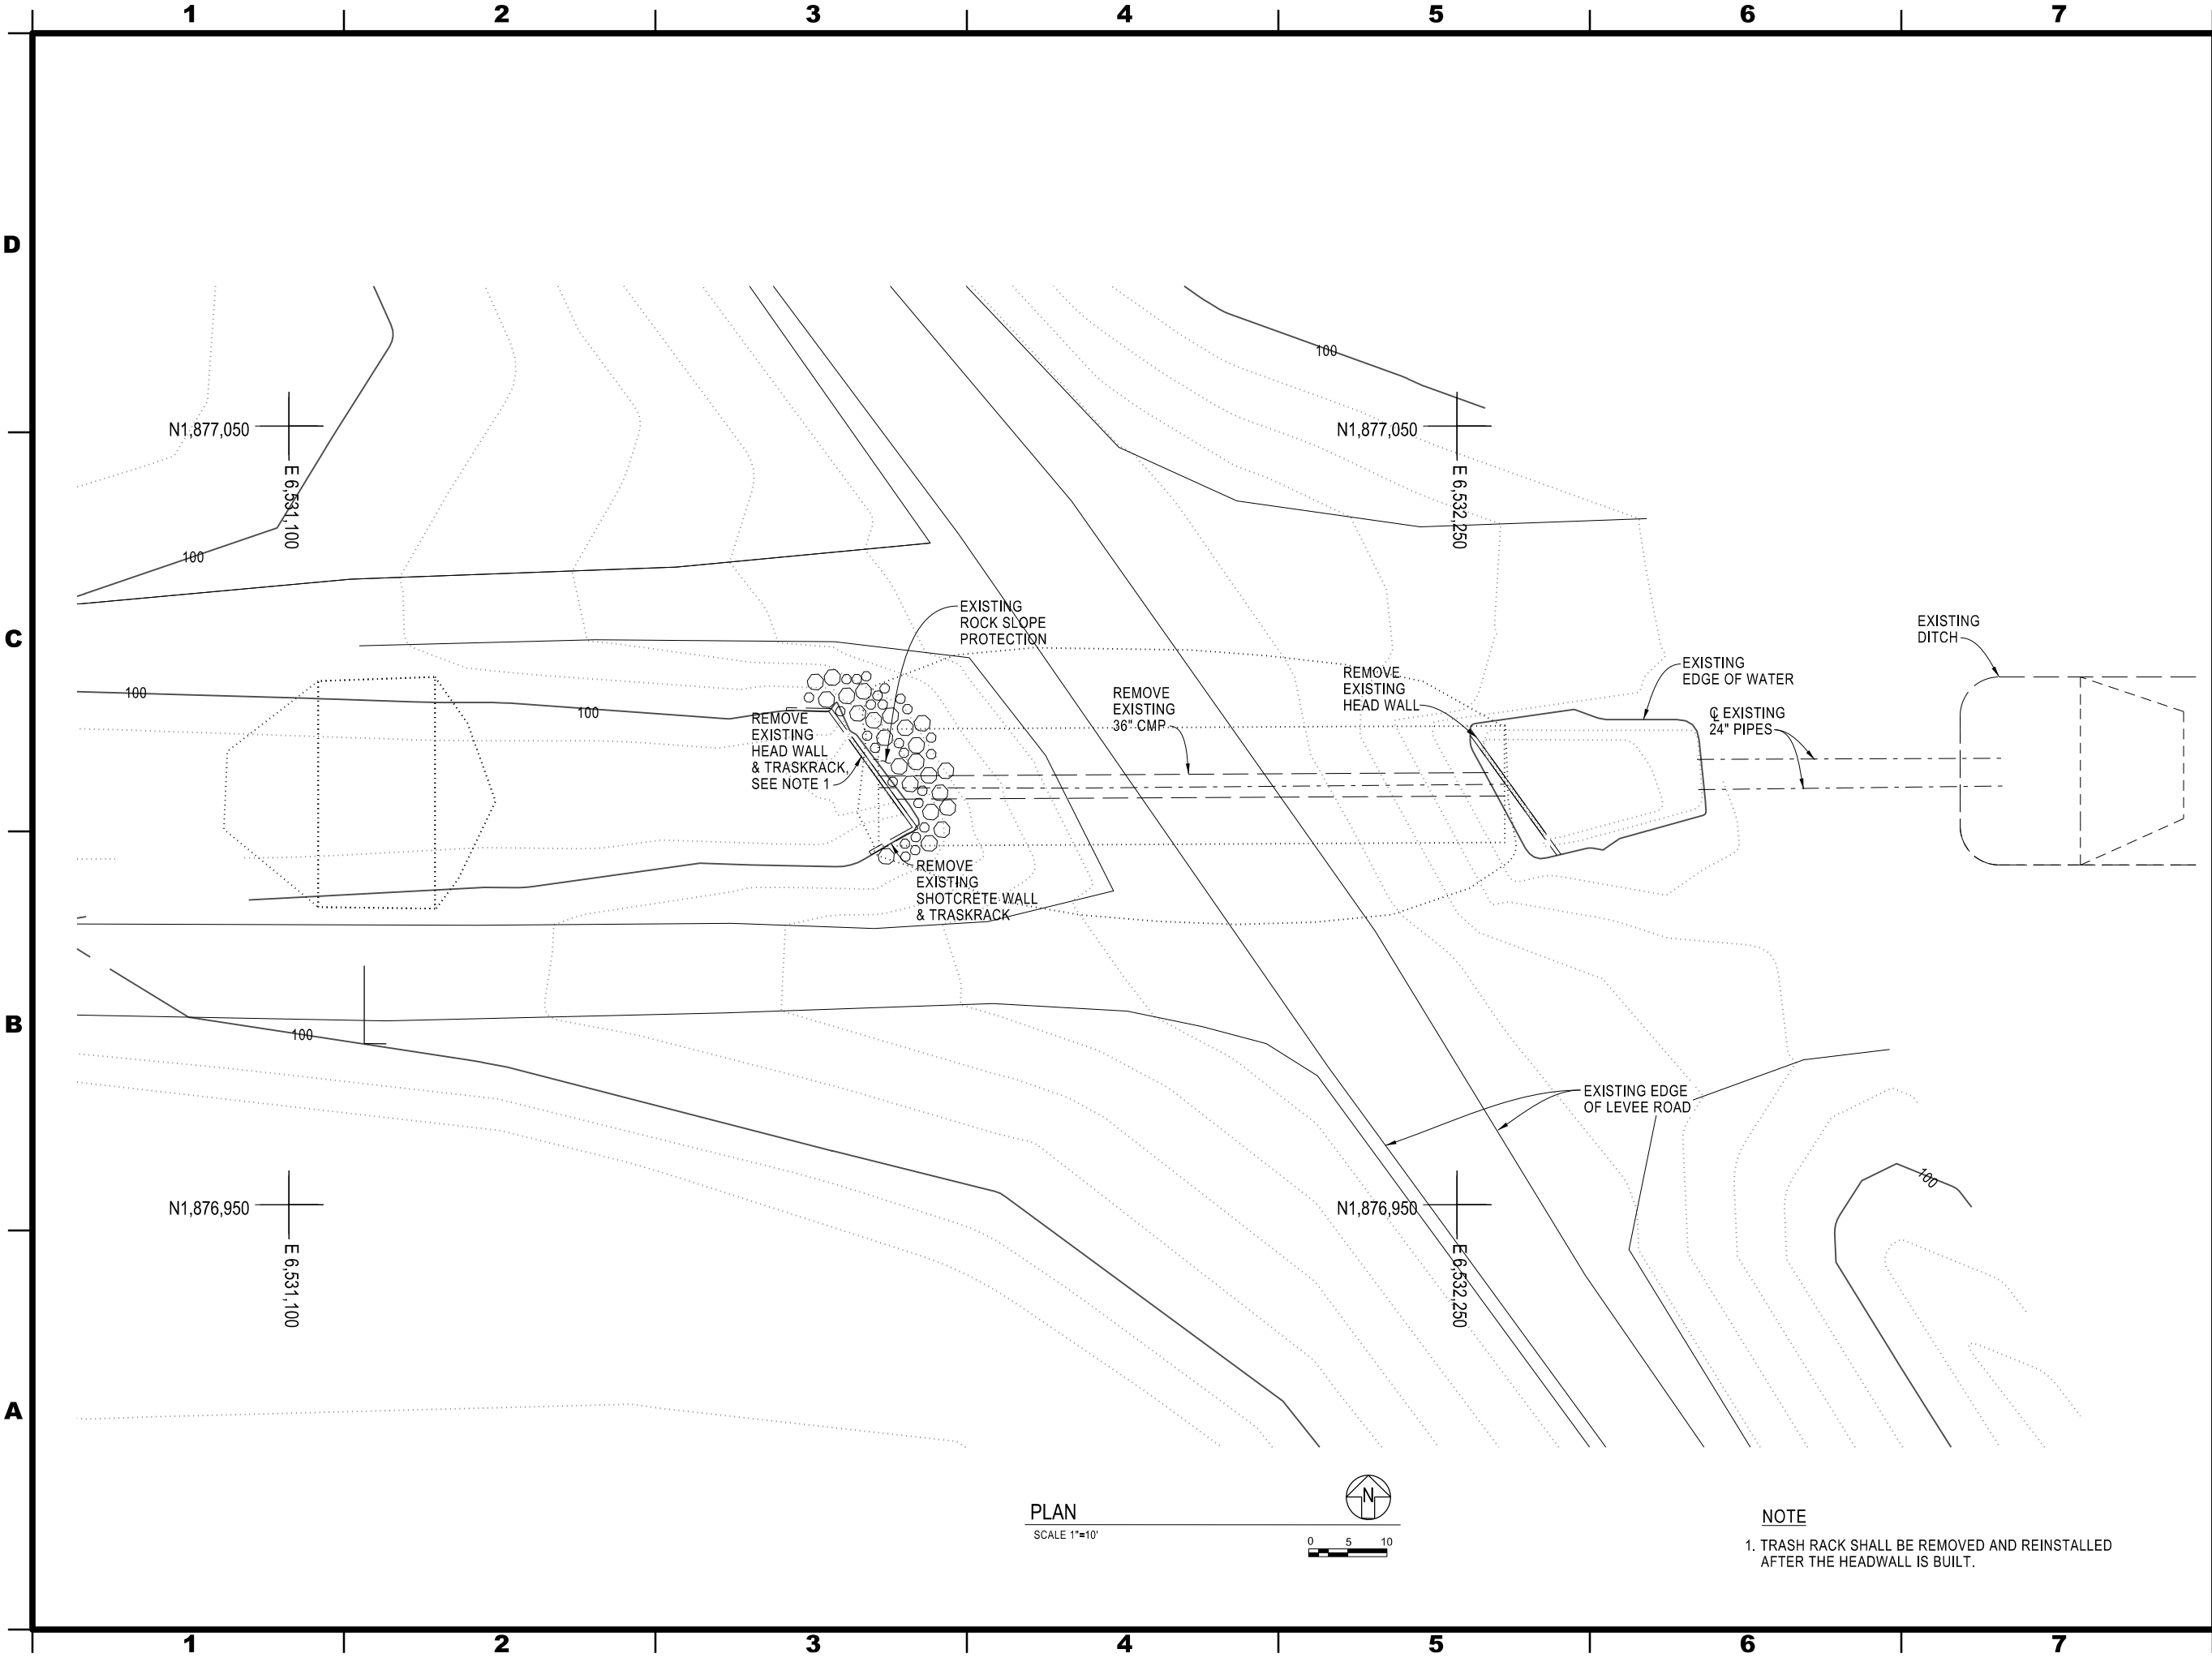 1 2 3 4 5 6 7
D
C
B
A
100
N1,877,050
E 6,531,100
N1,877,050
E 6,532,250
100
EXISTING
ROCK SLOPE
PROTECTION
EXISTING
DITCH
REMOVE
EXISTING
HEAD WALL
EXISTING
EDGE OF WATER
100
100
REMOVE
EXISTING
36" CMP
℄ EXISTING
24" PIPES
REMOVE
EXISTING
HEAD WALL
& TRASKRACK,
SEE NOTE 1
REMOVE
EXISTING
SHOTCRETE WALL
& TRASKRACK
100
EXISTING EDGE
OF LEVEE ROAD
100
N1,876,950
E 6,531,100
N1,876,950
E 6,532,250
PLAN
SCALE 1"=10'
N
0 5 10
NOTE
1. TRASH RACK SHALL BE REMOVED AND REINSTALLED
AFTER THE HEADWALL IS BUILT.
1 2 3 4 5 6 7